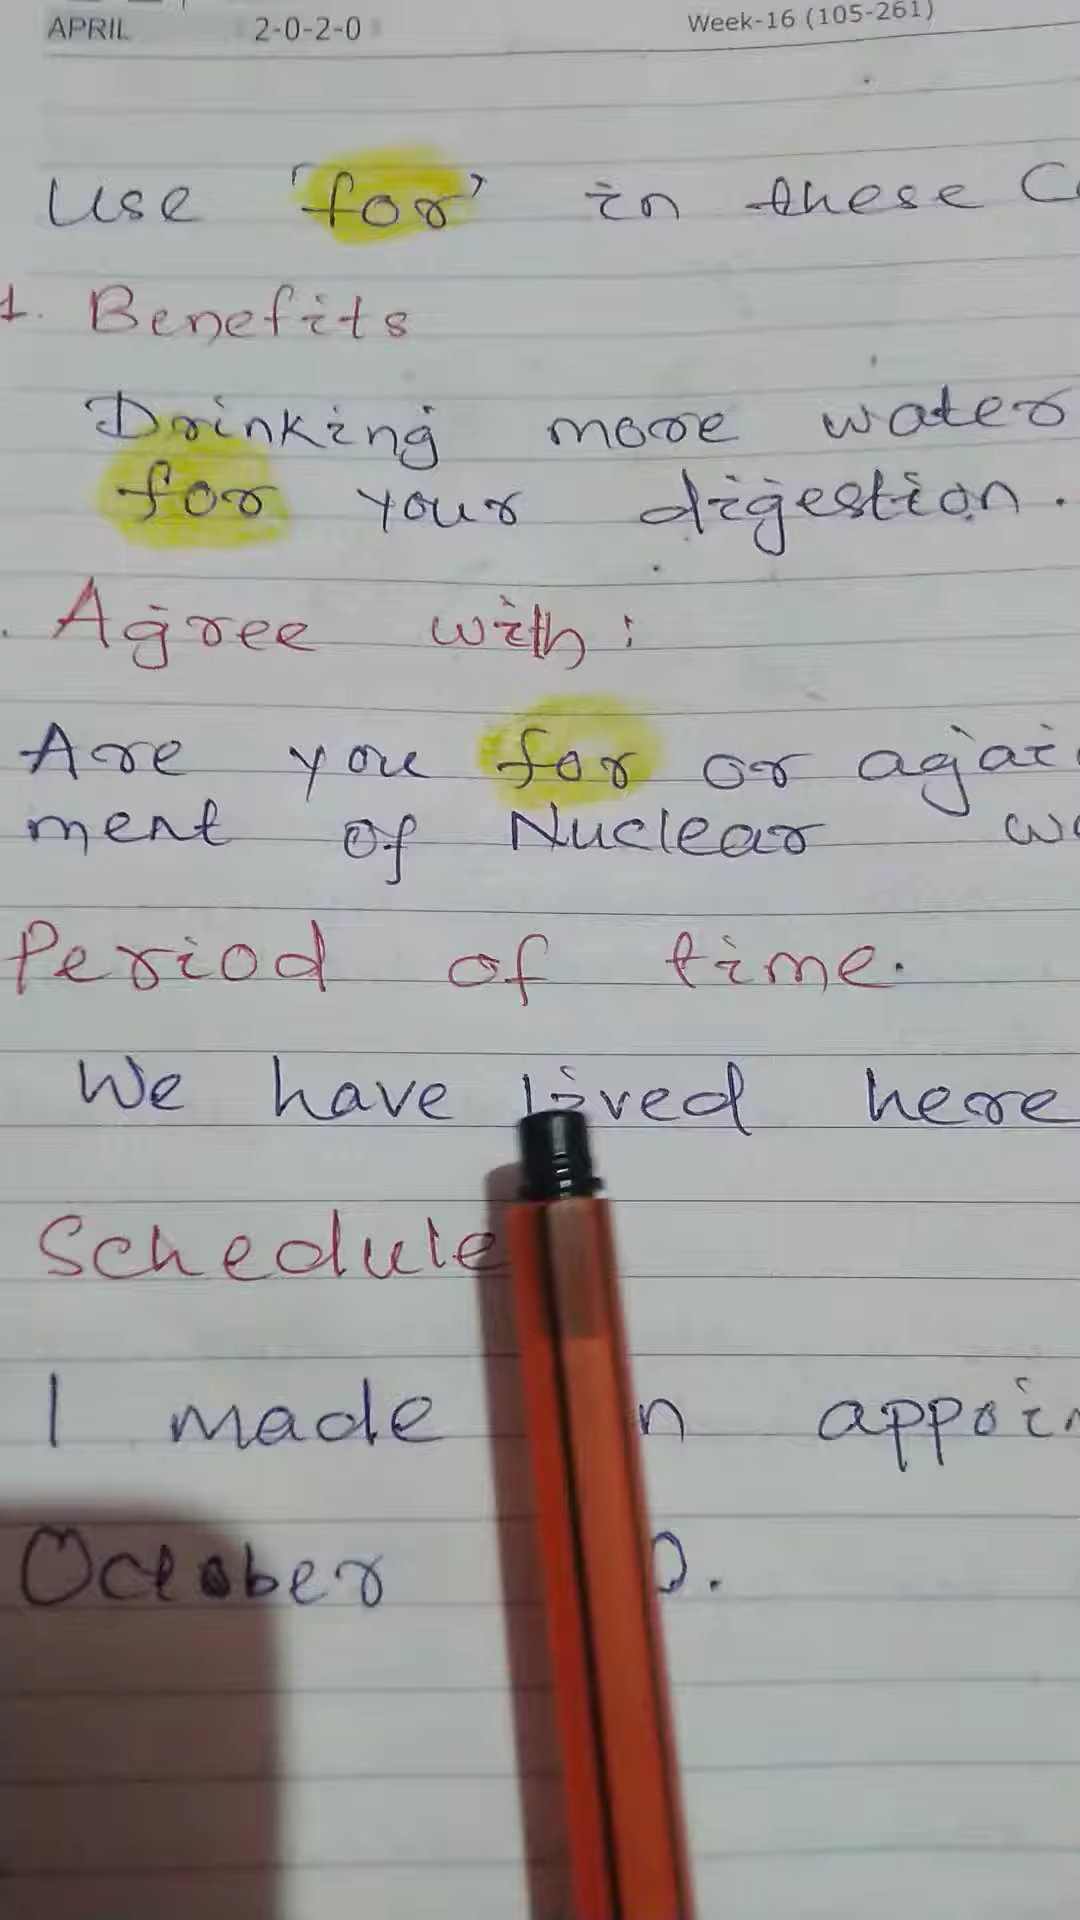 APRIL 2-0-2-0 Week-16 (105-261)
Use 'for' in these
1. Benefits
Drinking more water
for your digestion.
Agree with:
Are you for or agai
ment of Nuclear
Period of time.
We have lived here
Schedule
I made appoin
October